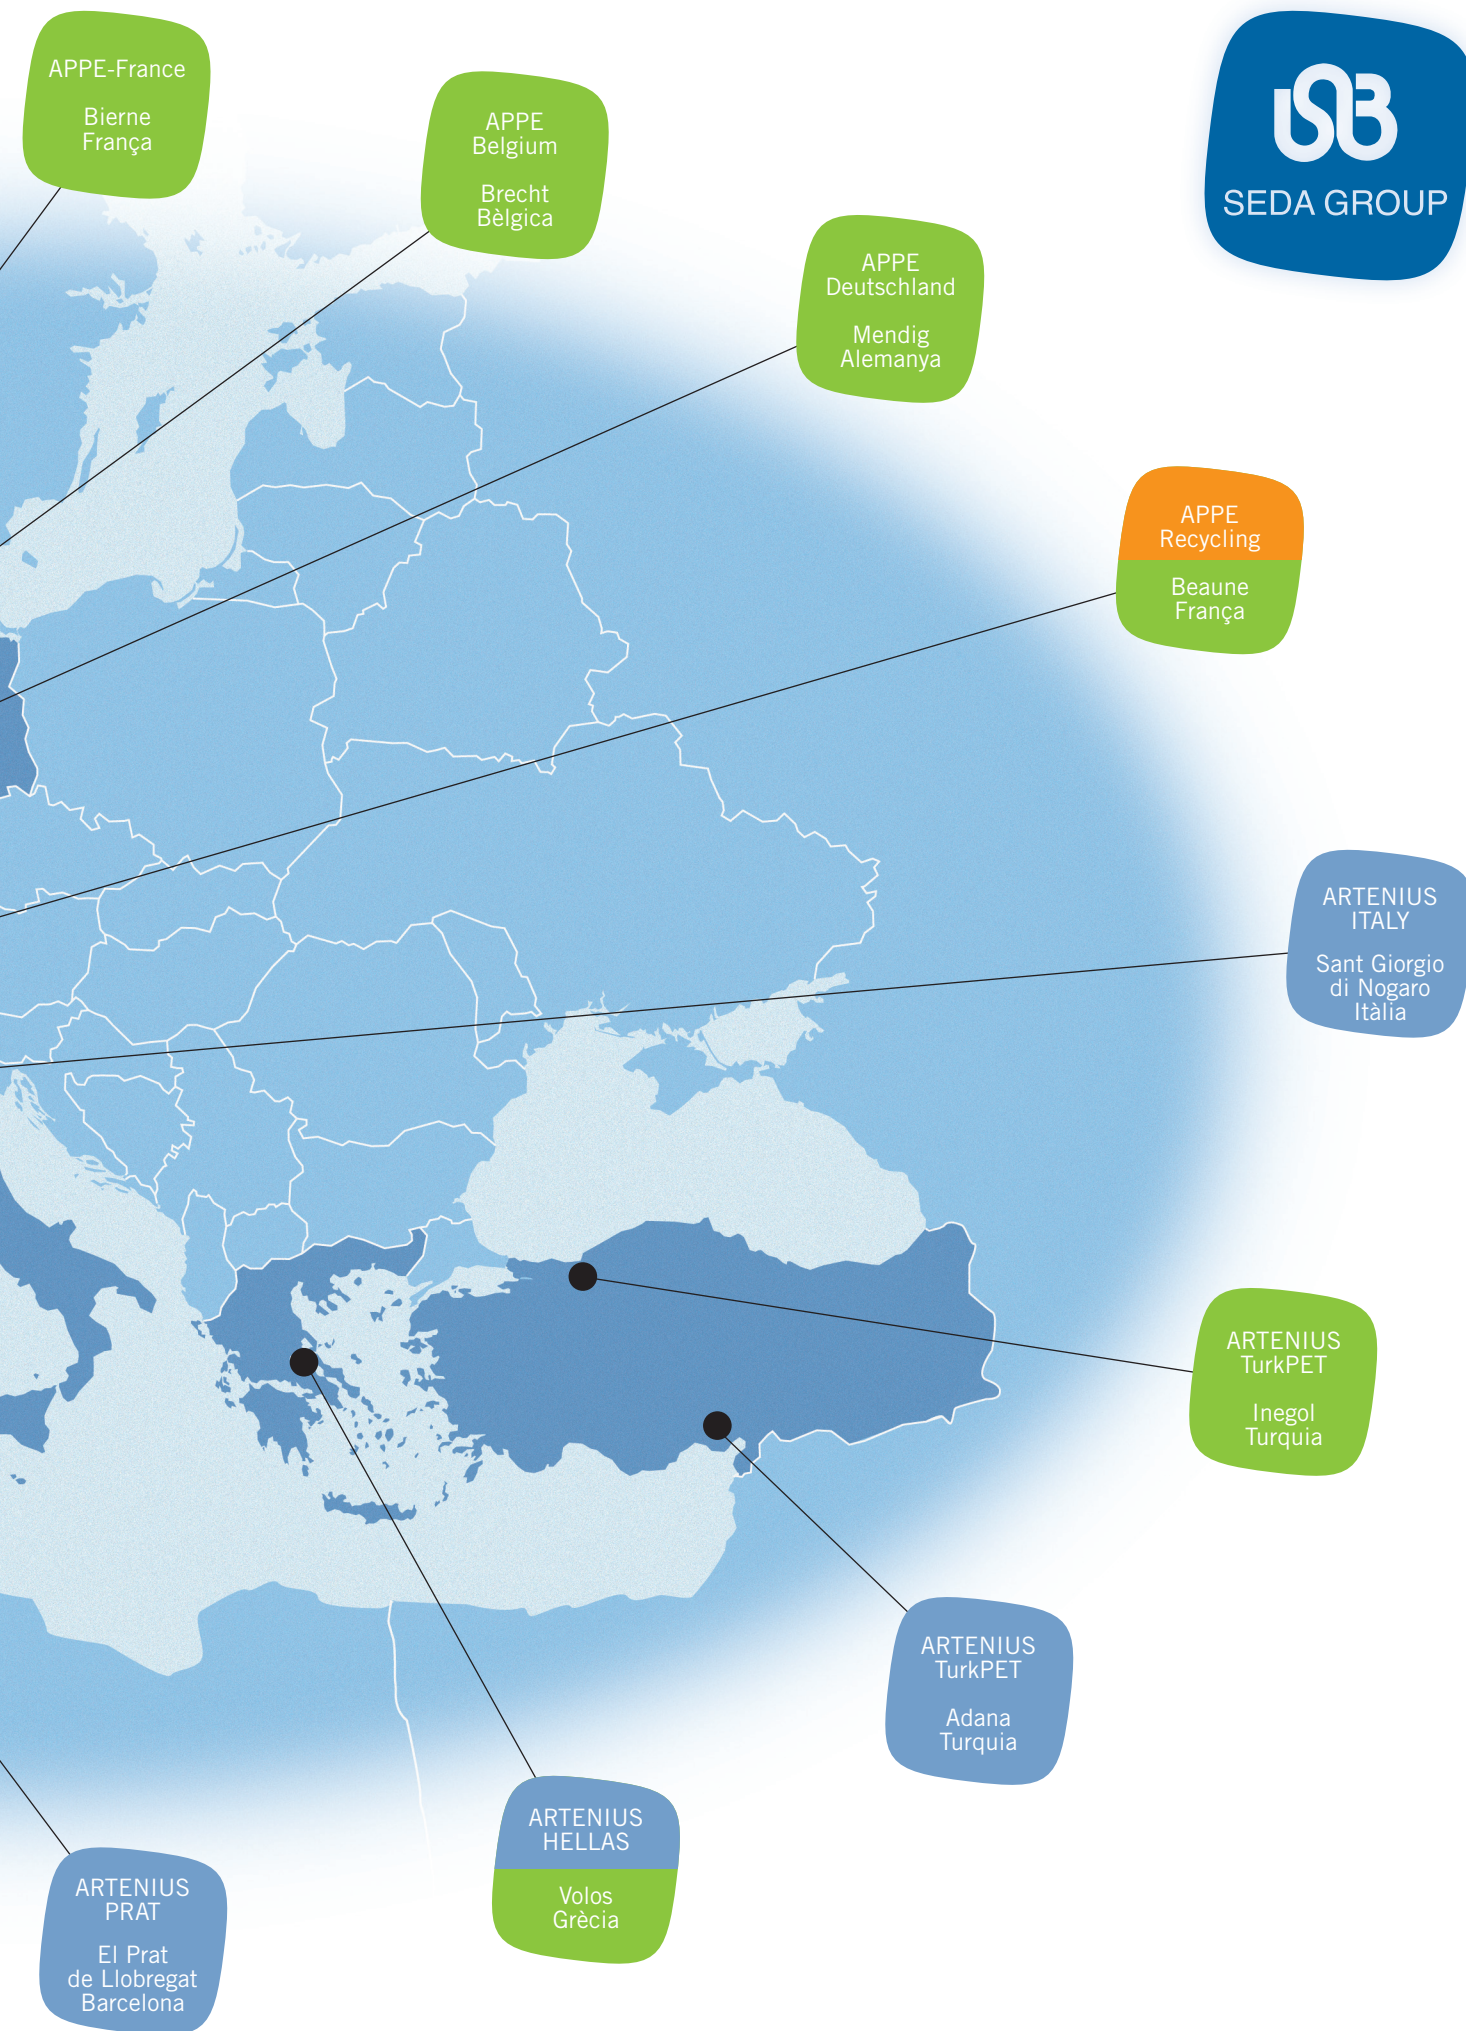 APPE-France
Bierne
França
APPE
Belgium
Brecht
Bèlgica
SEDA GROUP
APPE
Deutschland
Mendig
Alemanya
APPE
Recycling
Beaune
França
ARTENIUS
ITALY
Sant Giorgio
di Nogaro
Itàlia
ARTENIUS
TurkPET
Inegol
Turquia
ARTENIUS
TurkPET
Adana
Turquia
ARTENIUS
HELLAS
Volos
Grècia
ARTENIUS
PRAT
El Prat
de Llobregat
Barcelona